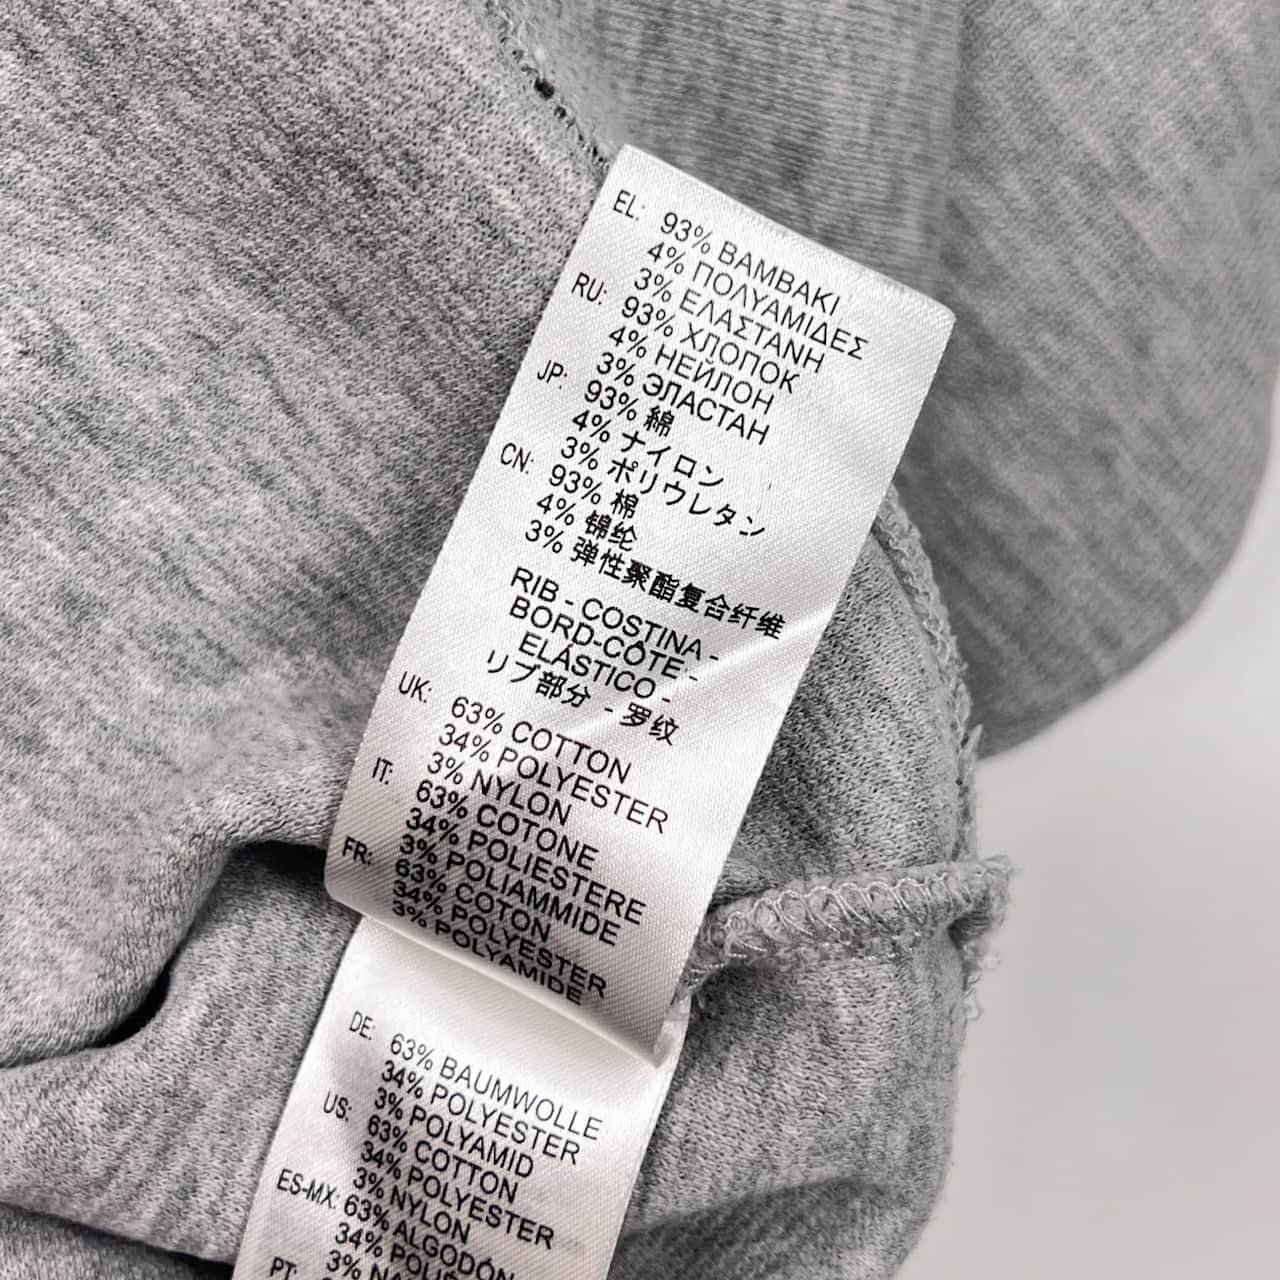 EL: 93% BAMBAKI
4% ΠΟΛΥΑΜΙΔΕΣ
3% ΕΛΑΣΤΑΝΗ
RU: 93% ХЛОПОК
4% НЕЙЛОН
3% ЭЛАСТАН
JP: 93% 綿
4% ナイロン
3% ポリウレタン
CN: 93% 棉
4% 锦纶
3% 弹性聚酯复合纤维
RIB - COSTINA -
BORD-CÔTE -
ELÁSTICO -
リブ部分 - 罗纹
UK: 63% COTTON
34% POLYESTER
3% NYLON
IT: 63% COTONE
34% POLIESTERE
3% POLIAMMIDE
FR: 63% COTON
34% POLYESTER
3% POLYAMIDE
DE: 63% BAUMWOLLE
34% POLYESTER
3% POLYAMID
US: 63% COTTON
34% POLYESTER
3% NYLON
ES-MX: 63% ALGODÓN
34%
3%
PT: